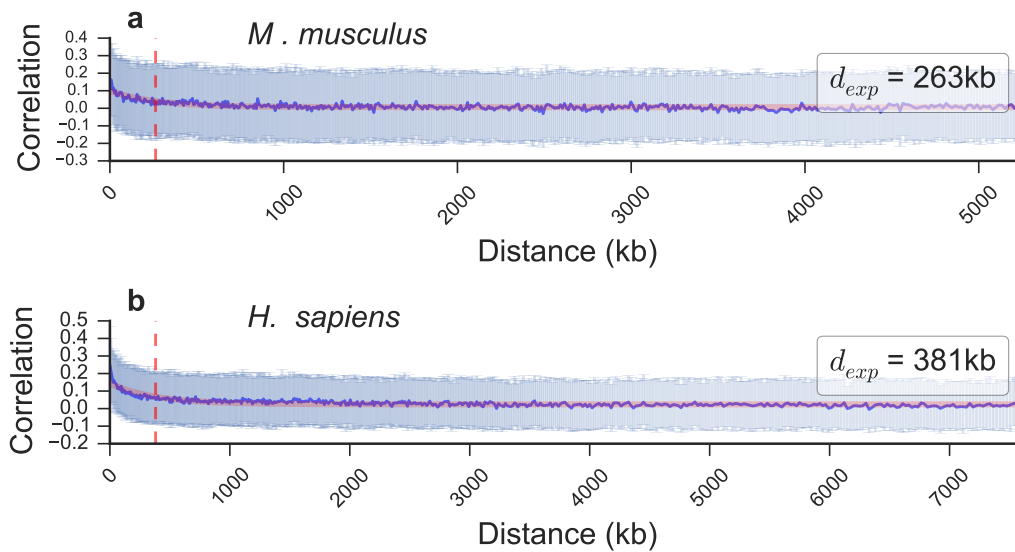 a
M . musculus
Correlation
0.4
0.3
0.2
0.1
0.0
−0.1
−0.2
−0.3
d_exp = 263kb
0 1000 2000 3000 4000 5000
Distance (kb)
b
H. sapiens
Correlation
0.5
0.4
0.3
0.2
0.1
0.0
−0.1
−0.2
d_exp = 381kb
0 1000 2000 3000 4000 5000 6000 7000
Distance (kb)